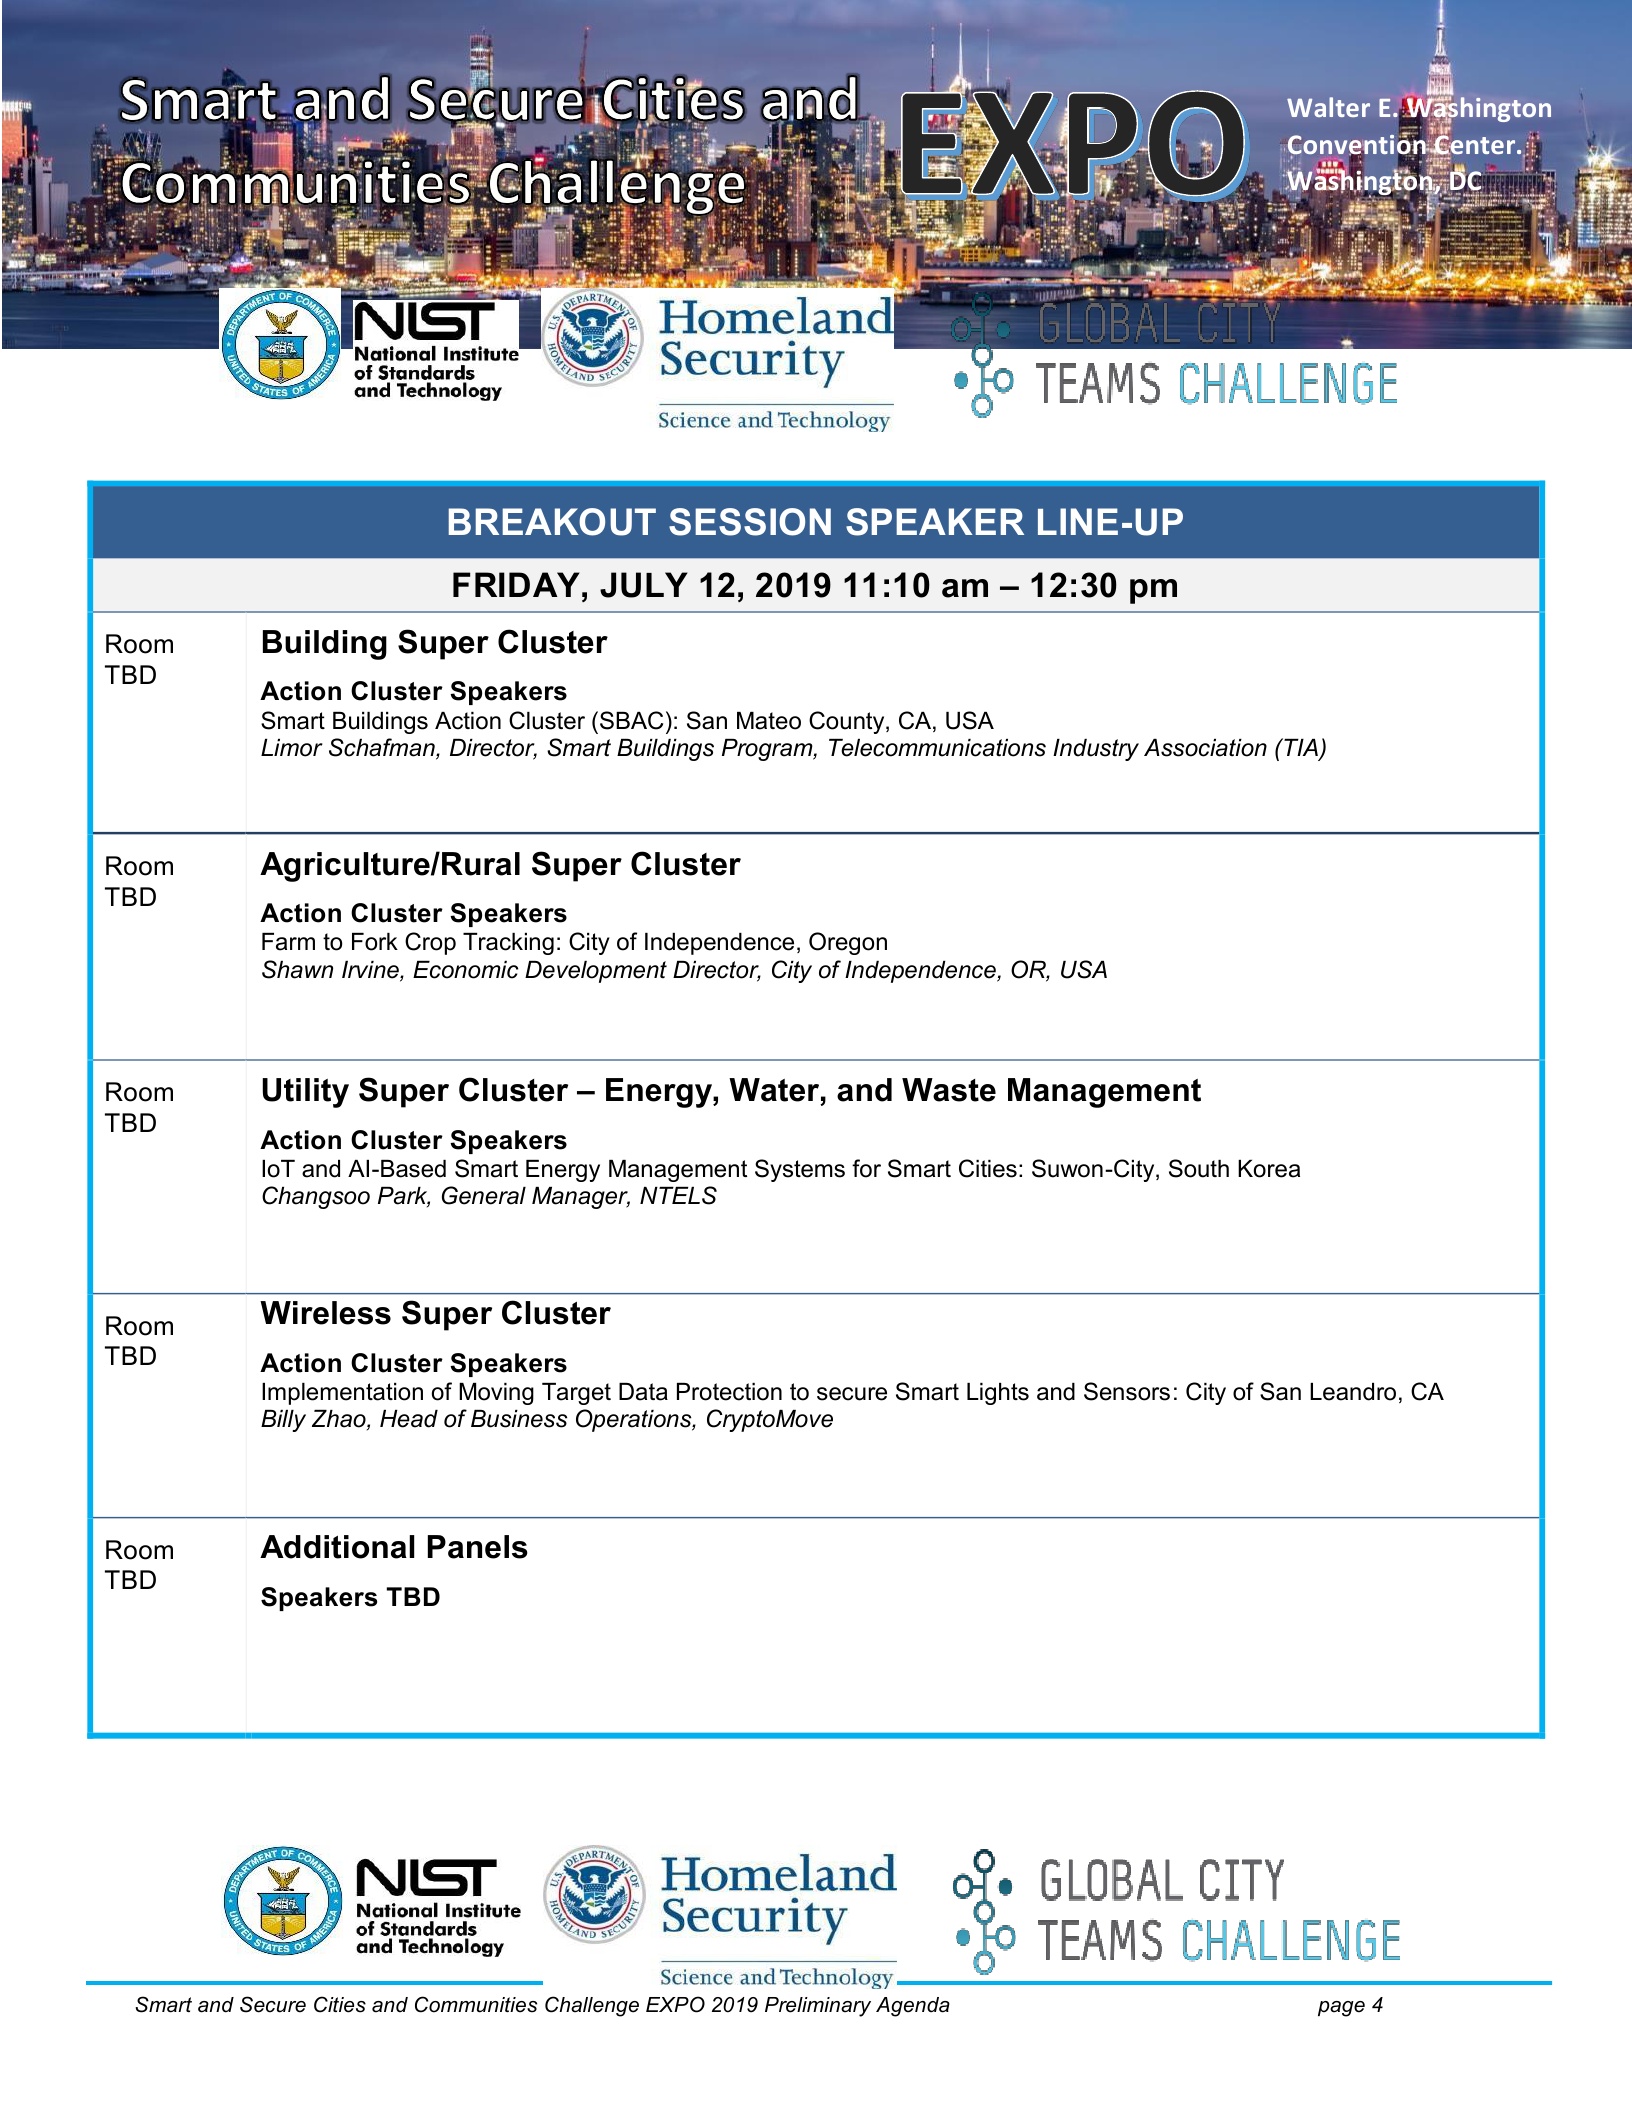 Smart and Secure Cities and
Communities Challenge
EXPO
Walter E. Washington
Convention Center.
Washington, DC
DEPARTMENT OF COMMERCE
UNITED STATES OF AMERICA
NIST
National Institute
of Standards
and Technology
U.S. DEPARTMENT OF
HOMELAND SECURITY
Homeland
Security
Science and Technology
GLOBAL CITY
TEAMS CHALLENGE
BREAKOUT SESSION SPEAKER LINE-UP
FRIDAY, JULY 12, 2019 11:10 am – 12:30 pm
Room
TBD
Building Super Cluster
Action Cluster Speakers
Smart Buildings Action Cluster (SBAC): San Mateo County, CA, USA
Limor Schafman, Director, Smart Buildings Program, Telecommunications Industry Association (TIA)
Room
TBD
Agriculture/Rural Super Cluster
Action Cluster Speakers
Farm to Fork Crop Tracking: City of Independence, Oregon
Shawn Irvine, Economic Development Director, City of Independence, OR, USA
Room
TBD
Utility Super Cluster – Energy, Water, and Waste Management
Action Cluster Speakers
IoT and AI-Based Smart Energy Management Systems for Smart Cities: Suwon-City, South Korea
Changsoo Park, General Manager, NTELS
Room
TBD
Wireless Super Cluster
Action Cluster Speakers
Implementation of Moving Target Data Protection to secure Smart Lights and Sensors: City of San Leandro, CA
Billy Zhao, Head of Business Operations, CryptoMove
Room
TBD
Additional Panels
Speakers TBD
DEPARTMENT OF COMMERCE
UNITED STATES OF AMERICA
NIST
National Institute
of Standards
and Technology
U.S. DEPARTMENT OF
HOMELAND SECURITY
Homeland
Security
Science and Technology
GLOBAL CITY
TEAMS CHALLENGE
Smart and Secure Cities and Communities Challenge EXPO 2019 Preliminary Agenda page 4